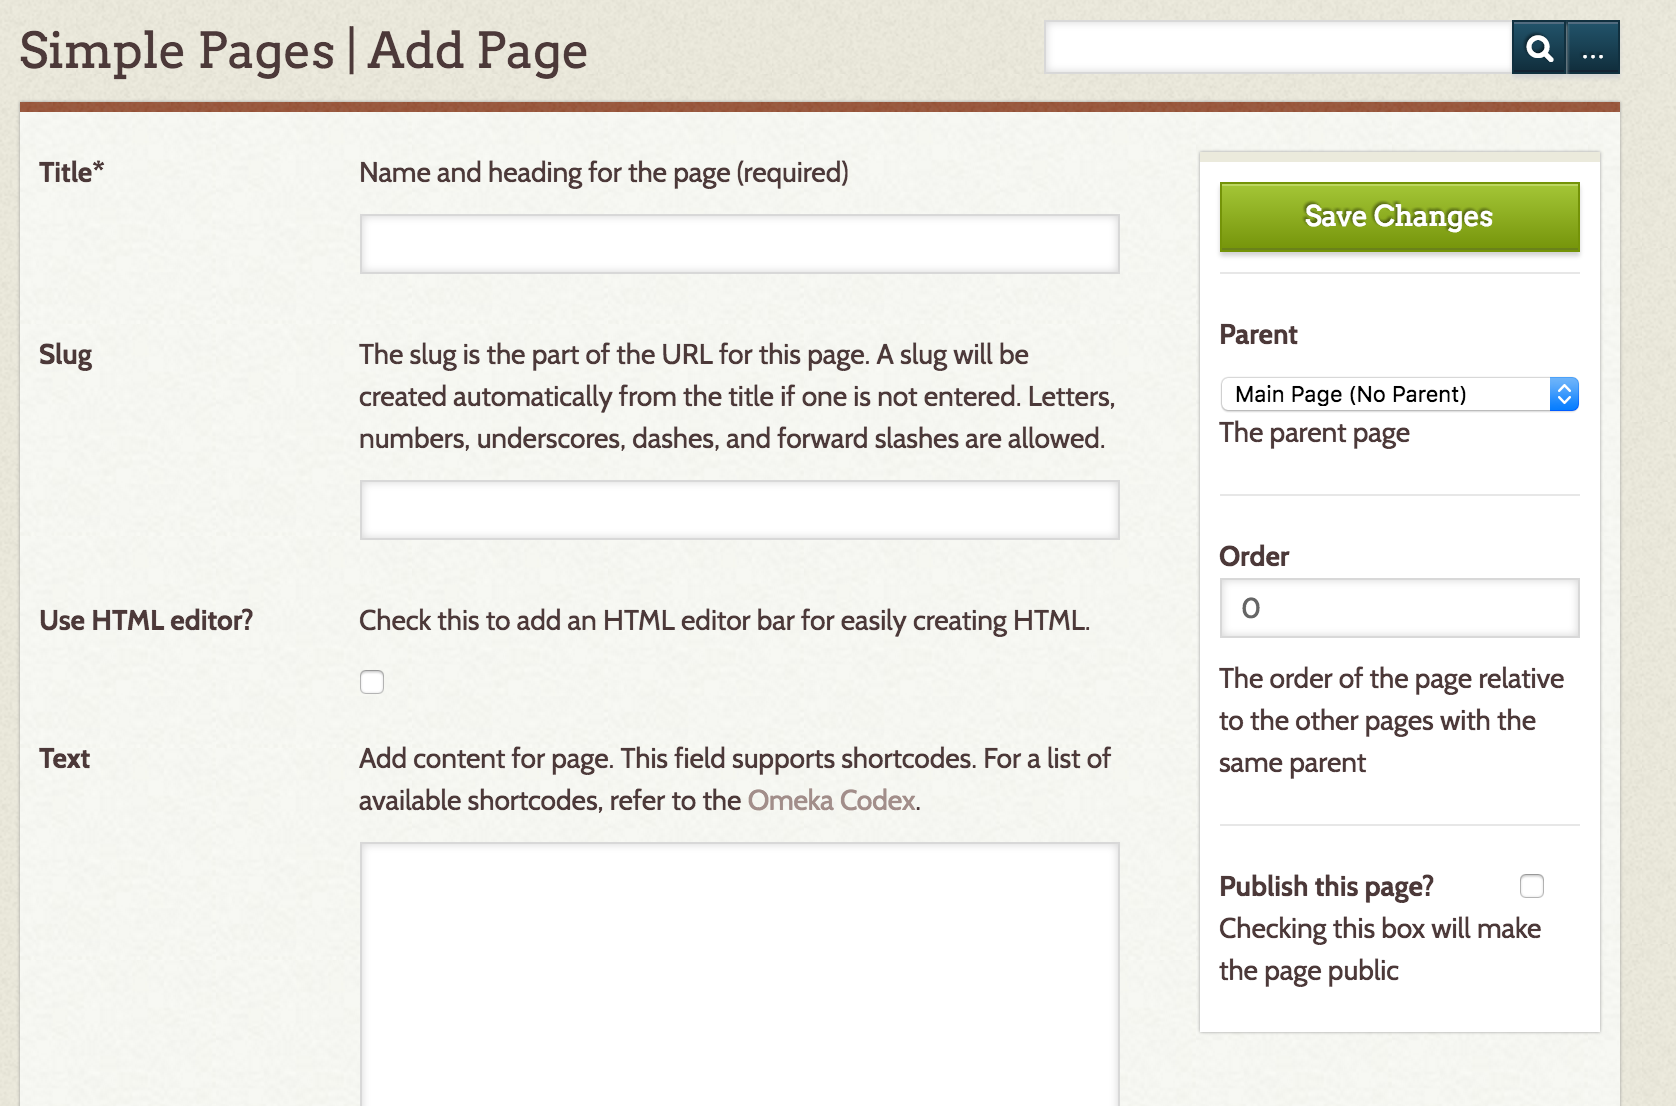 Simple Pages | Add Page
...
Title*
Name and heading for the page (required)
Slug
The slug is the part of the URL for this page. A slug will be
created automatically from the title if one is not entered. Letters,
numbers, underscores, dashes, and forward slashes are allowed.
Use HTML editor?
Check this to add an HTML editor bar for easily creating HTML.
Text
Add content for page. This field supports shortcodes. For a list of
available shortcodes, refer to the Omeka Codex.
Save Changes
Parent
Main Page (No Parent)
The parent page
Order
0
The order of the page relative
to the other pages with the
same parent
Publish this page?
Checking this box will make
the page public